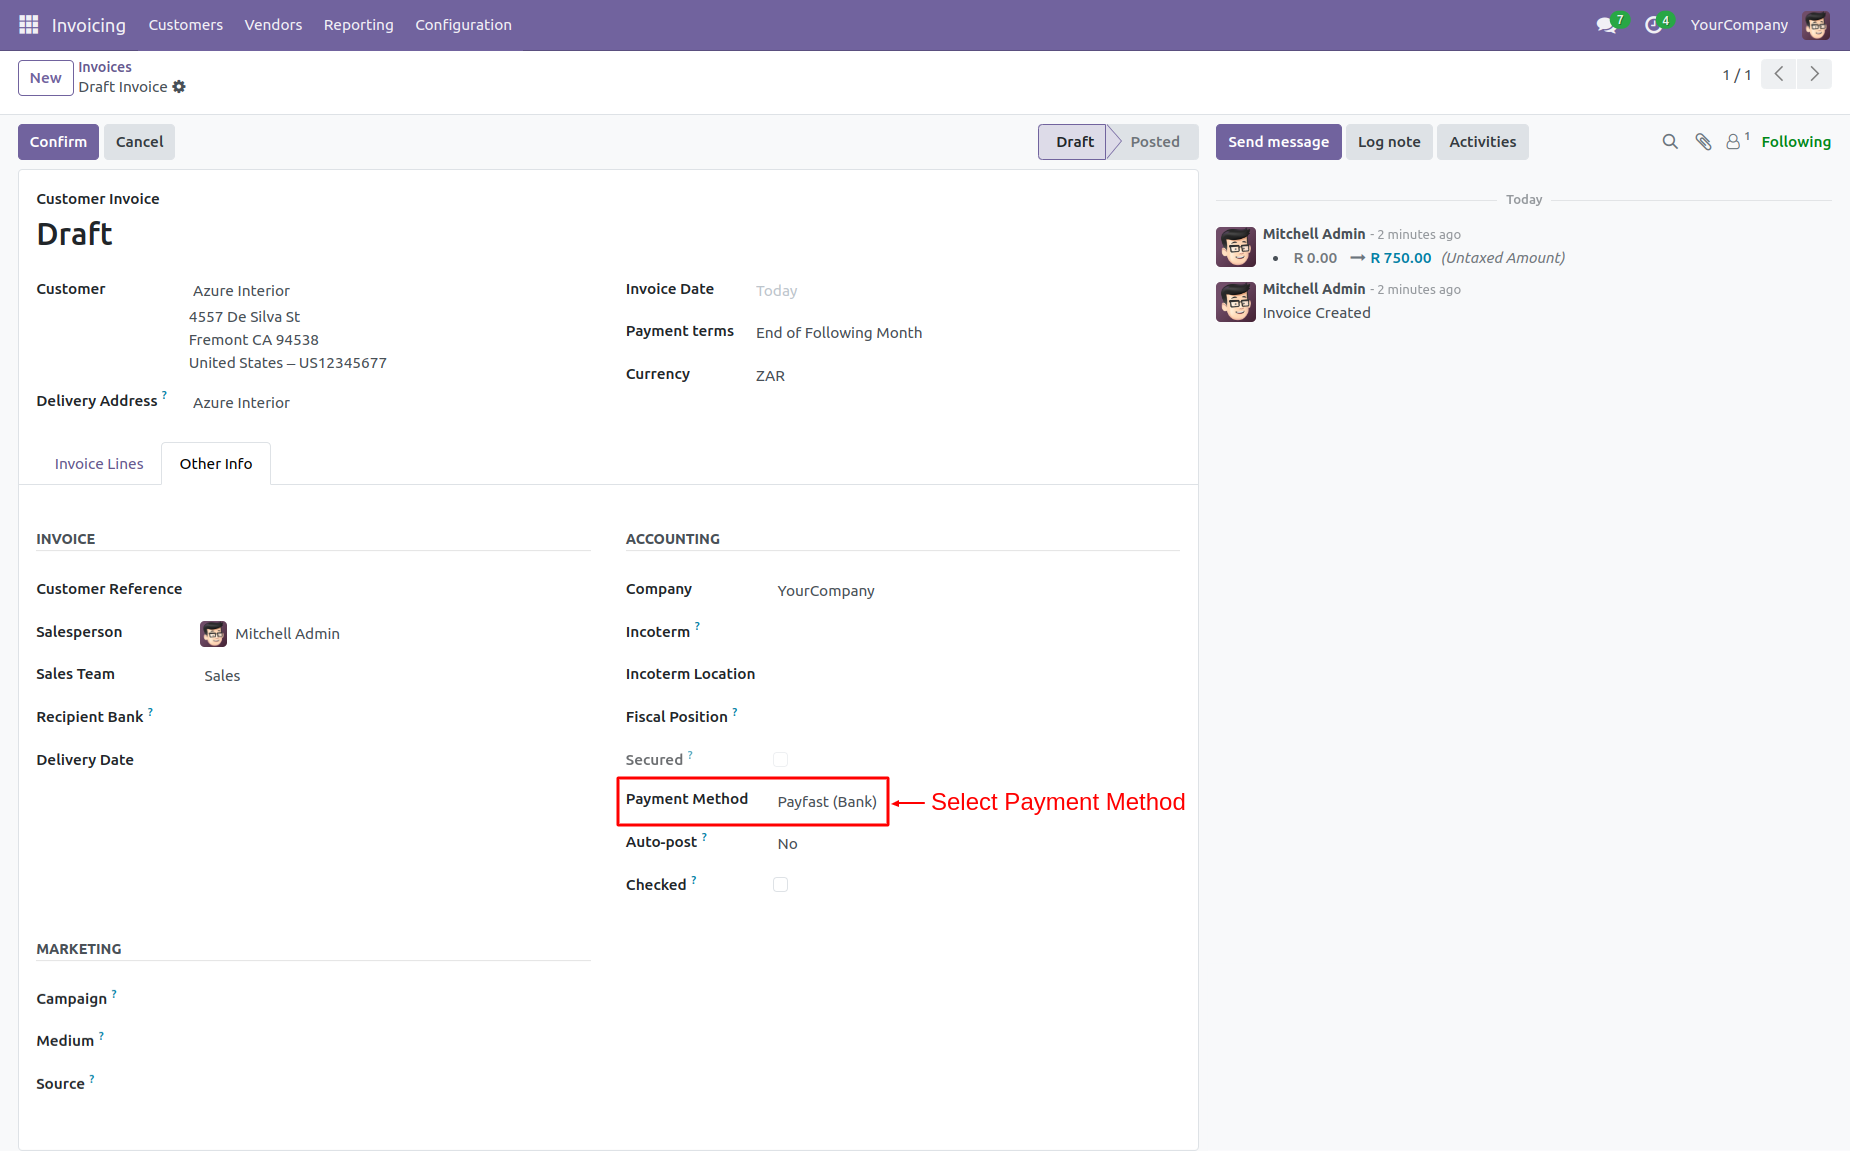 Invoicing Customers Vendors Reporting Configuration 7 4 YourCompany
New Invoices
Draft Invoice
1 / 1
Confirm Cancel Draft Posted Send message Log note Activities 1 Following
Customer Invoice
Draft
Customer Azure Interior
4557 De Silva St
Fremont CA 94538
United States – US12345677
Delivery Address ? Azure Interior
Invoice Date Today
Payment terms End of Following Month
Currency ZAR
Invoice Lines Other Info
INVOICE
Customer Reference
Salesperson Mitchell Admin
Sales Team Sales
Recipient Bank ?
Delivery Date
ACCOUNTING
Company YourCompany
Incoterm ?
Incoterm Location
Fiscal Position ?
Secured ?
Payment Method Payfast (Bank) Select Payment Method
Auto-post ? No
Checked ?
MARKETING
Campaign ?
Medium ?
Source ?
Today
Mitchell Admin - 2 minutes ago
• R 0.00 → R 750.00 (Untaxed Amount)
Mitchell Admin - 2 minutes ago
Invoice Created